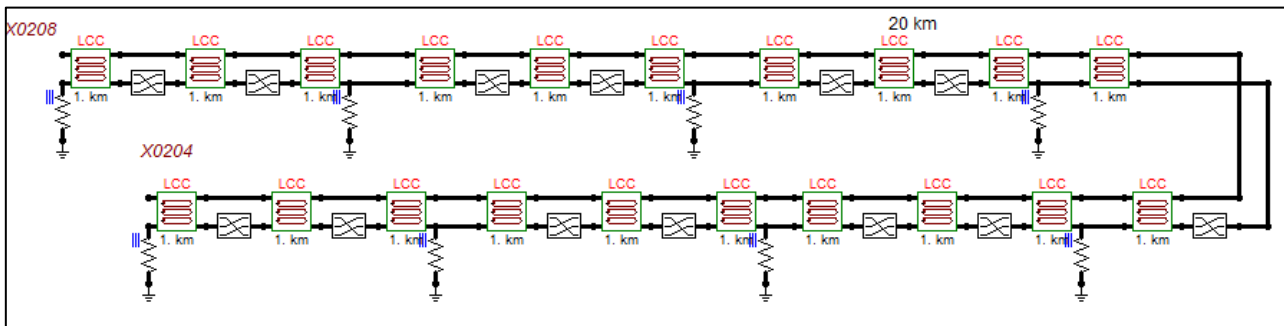 20 km
X0208
LCC LCC LCC LCC LCC LCC LCC LCC LCC LCC
1. km 1. km 1. km 1. km 1. km 1. km 1. km 1. km 1. km 1. km
X0204
LCC LCC LCC LCC LCC LCC LCC LCC LCC LCC
1. km 1. km 1. km 1. km 1. km 1. km 1. km 1. km 1. km 1. km